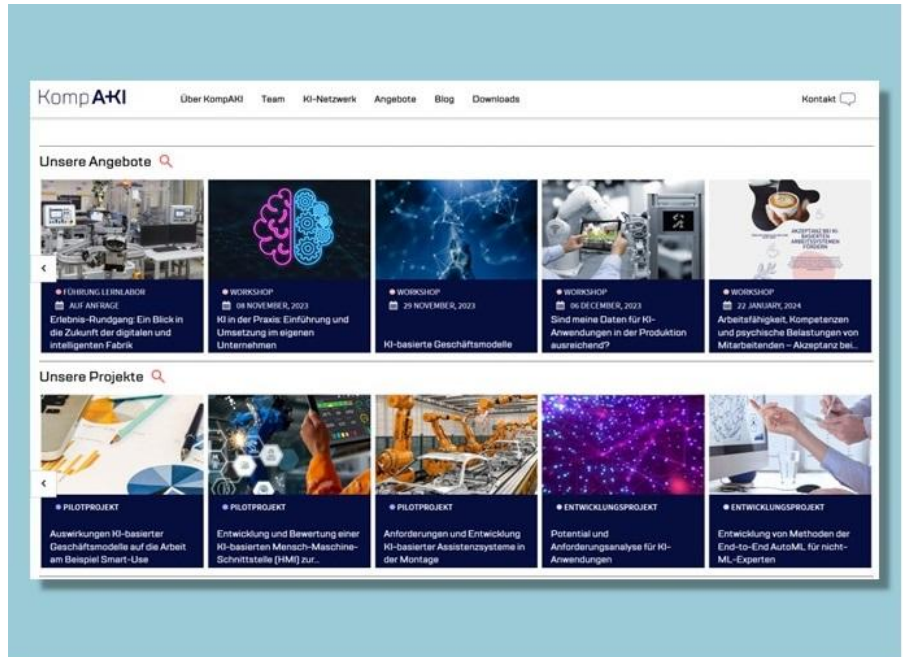 KompAKI
Über KompAKI Team KI-Netzwerk Angebote Blog Downloads Kontakt
Unsere Angebote
AKZEPTANZ BEI KI-
BASIERTEN
ARBEITSSYSTEMEN
FÖRDERN
FÜHRUNG LERNLABOR
AUF ANFRAGE
Erlebnis-Rundgang: Ein Blick in
die Zukunft der digitalen und
intelligenten Fabrik
WORKSHOP
08 NOVEMBER, 2023
KI in der Praxis: Einführung und
Umsetzung im eigenen
Unternehmen
WORKSHOP
29 NOVEMBER, 2023
KI-basierte Geschäftsmodelle
WORKSHOP
06 DECEMBER, 2023
Sind meine Daten für KI-
Anwendungen in der Produktion
ausreichend?
WORKSHOP
22 JANUARY, 2024
Arbeitsfähigkeit, Kompetenzen
und psychische Belastungen von
Mitarbeitenden – Akzeptanz bei...
Unsere Projekte
PILOTPROJEKT
Auswirkungen KI-basierter
Geschäftsmodelle auf die Arbeit
am Beispiel Smart-Use
PILOTPROJEKT
Entwicklung und Bewertung einer
KI-basierten Mensch-Maschine-
Schnittstelle (HMI) zur...
PILOTPROJEKT
Anforderungen und Entwicklung
KI-basierter Assistenzsysteme in
der Montage
ENTWICKLUNGSPROJEKT
Potential und
Anforderungsanalyse für KI-
Anwendungen
ENTWICKLUNGSPROJEKT
Entwicklung von Methoden der
End-to-End AutoML für nicht-
ML-Experten